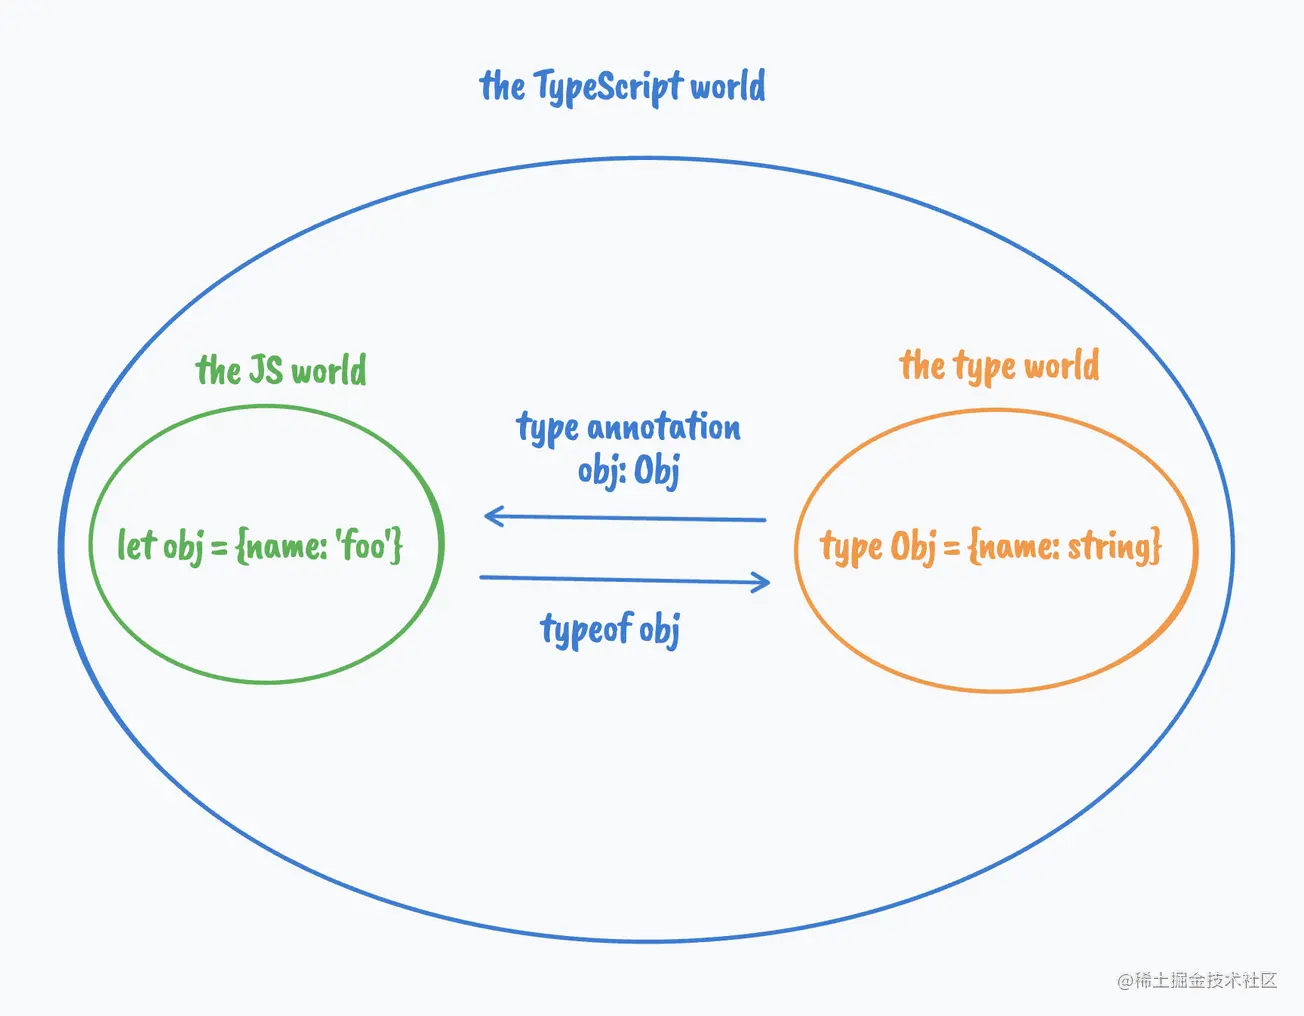 the TypeScript world
the JS world
the type world
type annotation
obj: Obj
let obj = {name: 'foo'}
type Obj = {name: string}
typeof obj
@稀土掘金技术社区